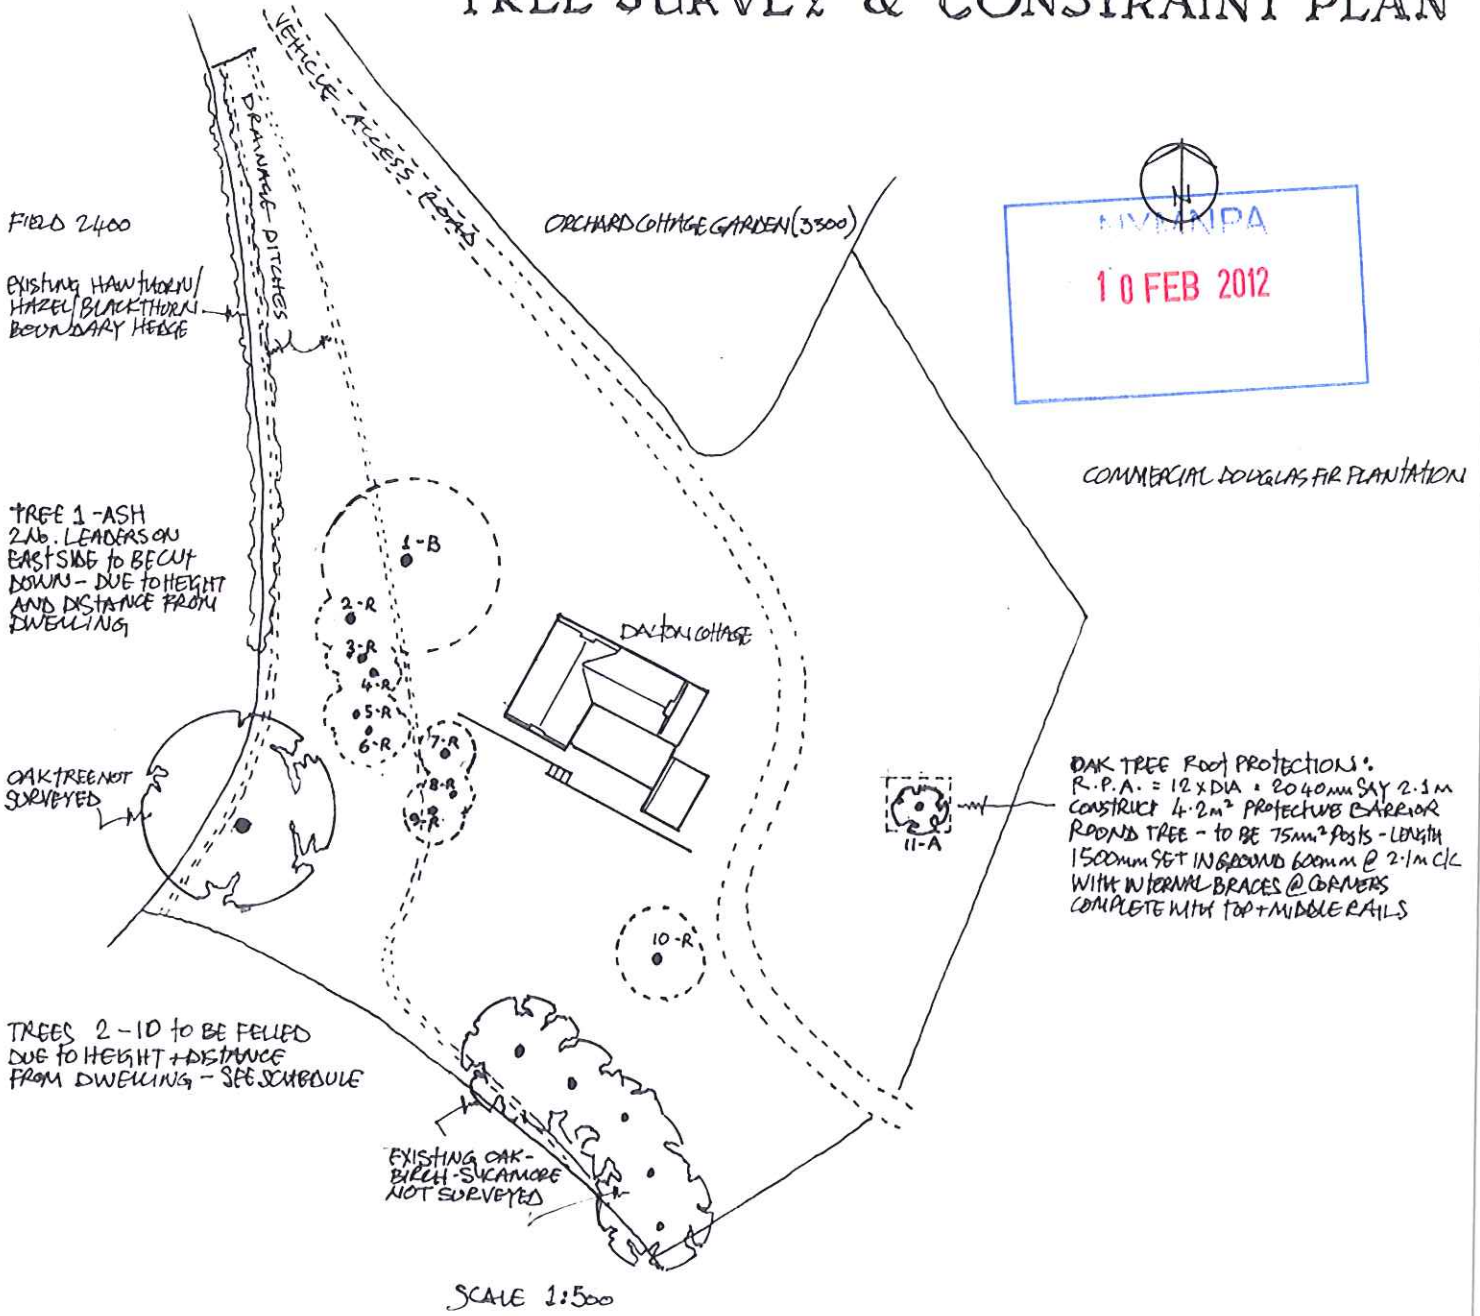 TREE SURVEY & CONSTRAINT PLAN
VEHICLE ACCESS ROAD
DRAINAGE DITCHES
N
NYMNPA
10 FEB 2012
FIELD 2400
ORCHARD COTTAGE GARDEN (3300)
EXISTING HAWTHORN/
HAZEL/BLACKTHORN
BOUNDARY HEDGE
COMMERCIAL DOUGLAS FIR PLANTATION
TREE 1 - ASH
2 No. LEADERS ON
EAST SIDE TO BE CUT
DOWN - DUE TO HEIGHT
AND DISTANCE FROM
DWELLING
1-B
2-R
3-R
4-R
5-R
6-R
7-R
8-R
9-R
DALTON COTTAGE
OAK TREE NOT
SURVEYED
11-A
OAK TREE ROOT PROTECTION:
R.P.A. = 12 x DIA = 2040mm SAY 2.1M
CONSTRUCT 4.2m² PROTECTIVE BARRIER
ROUND TREE - TO BE 75mm² POSTS - LENGTH
1500mm SET IN GROUND 600mm @ 2.1m C/C
WITH INTERNAL BRACES @ CORNERS
COMPLETE WITH TOP + MIDDLE RAILS
10-R
TREES 2-10 TO BE FELLED
DUE TO HEIGHT + DISTANCE
FROM DWELLING - SEE SCHEDULE
EXISTING OAK-
BIRCH-SYCAMORE
NOT SURVEYED
SCALE 1:500